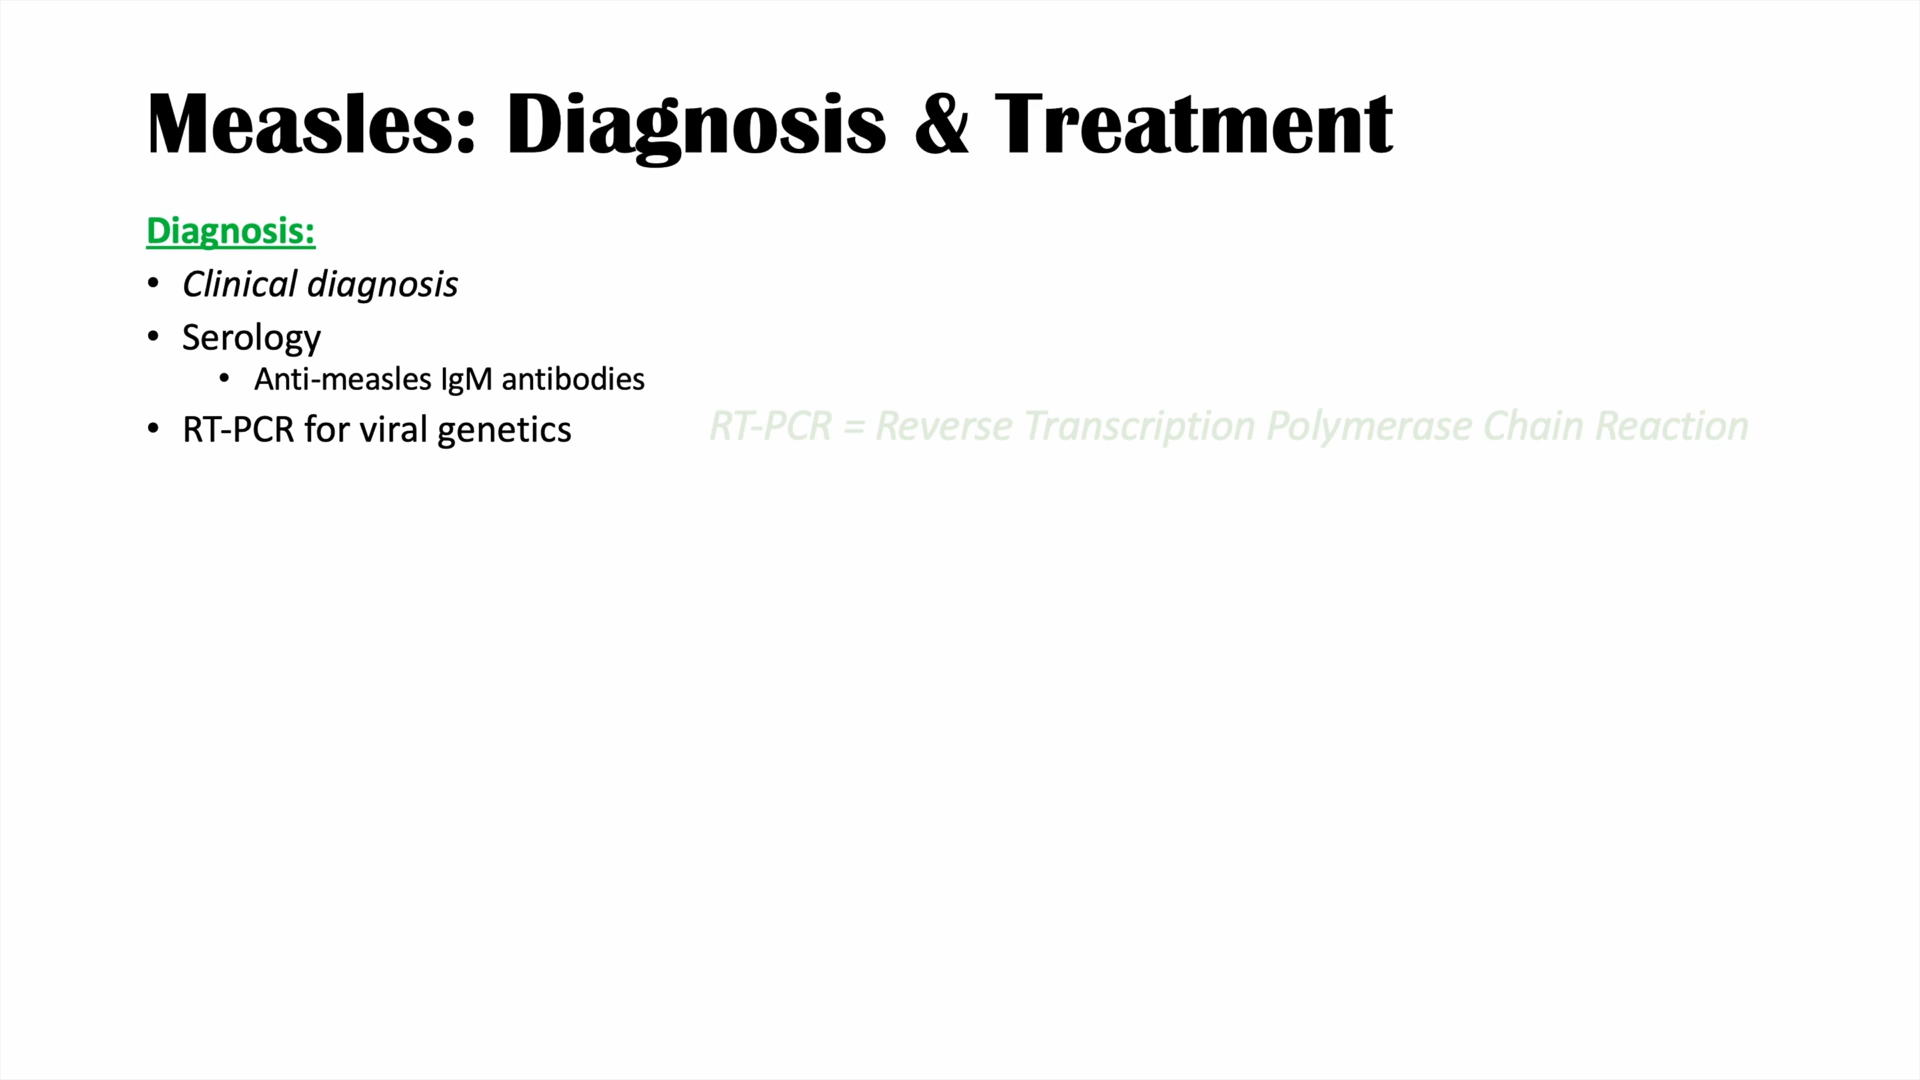 Measles: Diagnosis & Treatment
Diagnosis:
• Clinical diagnosis
• Serology
• Anti-measles IgM antibodies
• RT-PCR for viral genetics
RT-PCR = Reverse Transcription Polymerase Chain Reaction